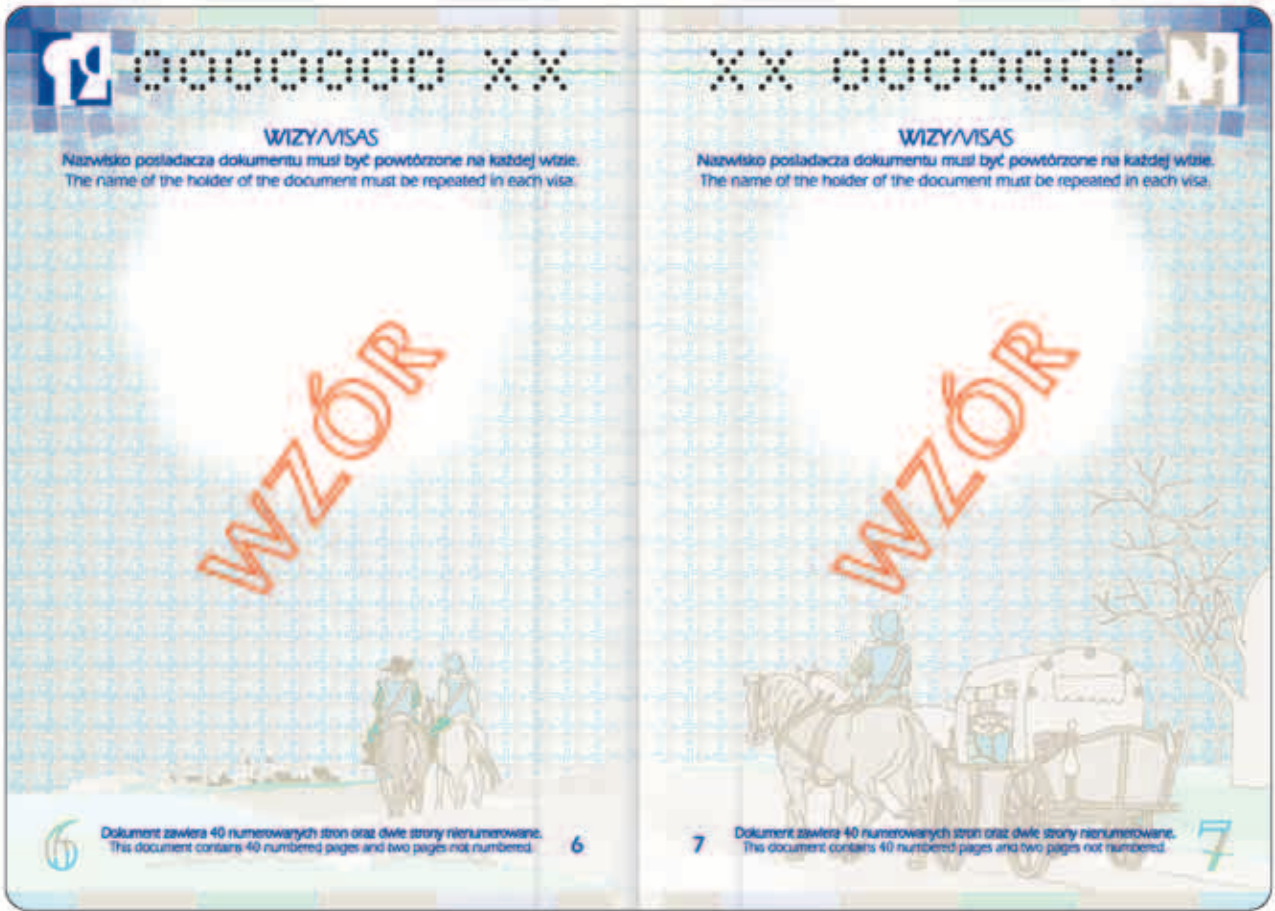 0000000 XX
WIZY/VISAS
Nazwisko posiadacza dokumentu musi być powtórzone na każdej wizie.
The name of the holder of the document must be repeated in each visa.
WZÓR
6
Dokument zawiera 40 numerowanych stron oraz dwie strony nienumerowane.
This document contains 40 numbered pages and two pages not numbered.
6
XX 0000000
WIZY/VISAS
Nazwisko posiadacza dokumentu musi być powtórzone na każdej wizie.
The name of the holder of the document must be repeated in each visa.
WZÓR
7
Dokument zawiera 40 numerowanych stron oraz dwie strony nienumerowane.
This document contains 40 numbered pages and two pages not numbered.
7